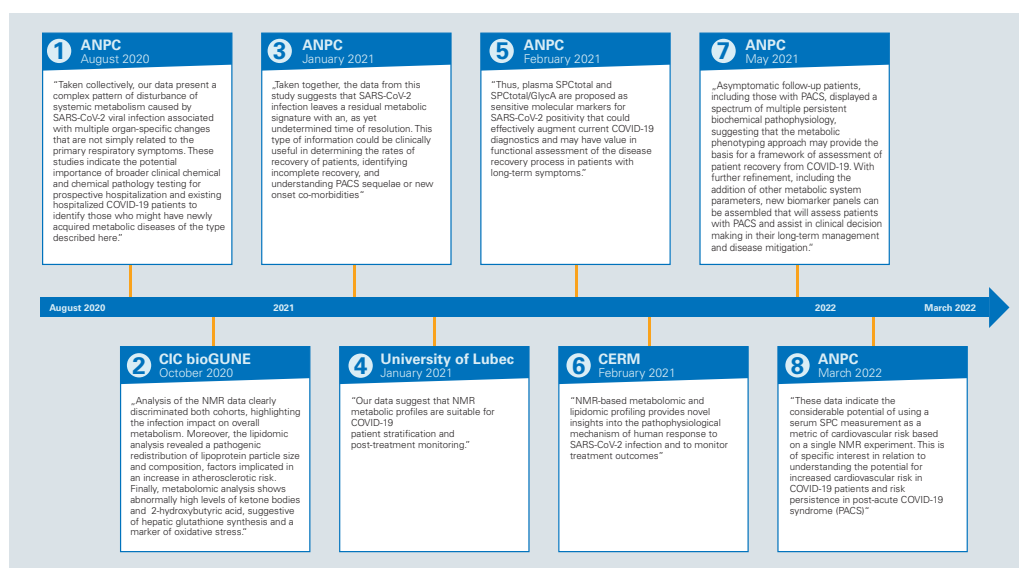 1 ANPC
August 2020
“Taken collectively, our data present a
complex pattern of disturbance of
systemic metabolism caused by
SARS-CoV-2 viral infection associated
with multiple organ-specific changes
that are not simply related to the
primary respiratory symptoms. These
studies indicate the potential
importance of broader clinical chemical
and chemical pathology testing for
prospective hospitalization and existing
hospitalized COVID-19 patients to
identify those who might have newly
acquired metabolic diseases of the type
described here.”
3 ANPC
January 2021
„Taken together, the data from this
study suggests that SARS-CoV-2
infection leaves a residual metabolic
signature with an, as yet
undetermined time of resolution. This
type of information could be clinically
useful in determining the rates of
recovery of patients, identifying
incomplete recovery, and
understanding PACS sequelae or new
onset co-morbidities“
5 ANPC
February 2021
“Thus, plasma SPCtotal and
SPCtotal/GlycA are proposed as
sensitive molecular markers for
SARS-CoV-2 positivity that could
effectively augment current COVID-19
diagnostics and may have value in
functional assessment of the disease
recovery process in patients with
long-term symptoms.”
7 ANPC
May 2021
„Asymptomatic follow-up patients,
including those with PACS, displayed a
spectrum of multiple persistent
biochemical pathophysiology,
suggesting that the metabolic
phenotyping approach may provide the
basis for a framework of assessment of
patient recovery from COVID-19. With
further refinement, including the
addition of other metabolic system
parameters, new biomarker panels can
be assembled that will assess patients
with PACS and assist in clinical decision
making in their long-term management
and disease mitigation.”
August 2020 2021 2022 March 2022
2 CIC bioGUNE
October 2020
„Analysis of the NMR data clearly
discriminated both cohorts, highlighting
the infection impact on overall
metabolism. Moreover, the lipidomic
analysis revealed a pathogenic
redistribution of lipoprotein particle size
and composition, factors implicated in
an increase in atherosclerotic risk.
Finally, metabolomic analysis shows
abnormally high levels of ketone bodies
and 2-hydroxybutyric acid, suggestive
of hepatic glutathione synthesis and a
marker of oxidative stress.”
4 University of Lubec
January 2021
“Our data suggest that NMR
metabolic profiles are suitable for
COVID-19
patient stratification and
post-treatment monitoring.”
6 CERM
February 2021
“NMR-based metabolomic and
lipidomic profiling provides novel
insights into the pathophysiological
mechanism of human response to
SARS-CoV-2 infection and to monitor
treatment outcomes”
8 ANPC
March 2022
“These data indicate the
considerable potential of using a
serum SPC measurement as a
metric of cardiovascular risk based
on a single NMR experiment. This is
of specific interest in relation to
understanding the potential for
increased cardiovascular risk in
COVID-19 patients and risk
persistence in post-acute COVID-19
syndrome (PACS)”